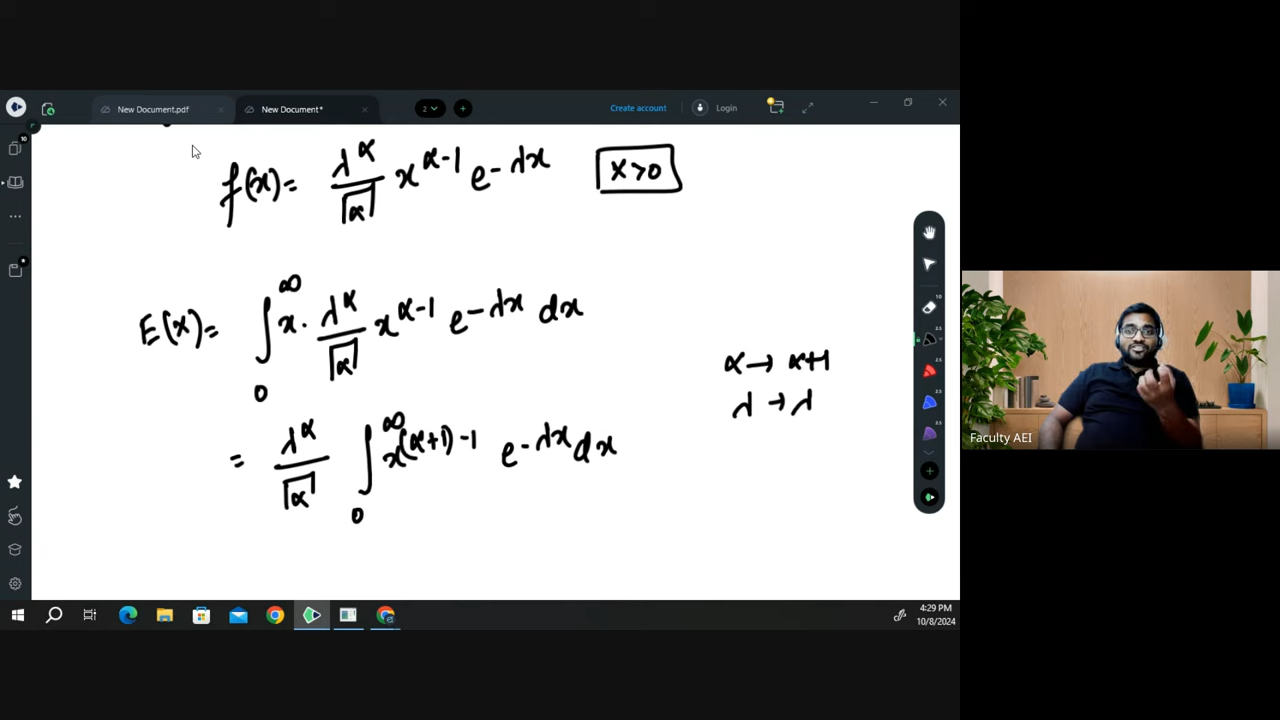 New Document.pdf
New Document*
2
Create account
Login
f(x) = λ^α/Γα x^(α-1) e^(-λx) x>0
E(x) = ∫₀^∞ x · λ^α/Γα x^(α-1) e^(-λx) dx
α → α+1
λ → λ
= λ^α/Γα ∫₀^∞ x^((α+1)-1) e^(-λx) dx
Faculty AEI
4:29 PM
10/8/2024